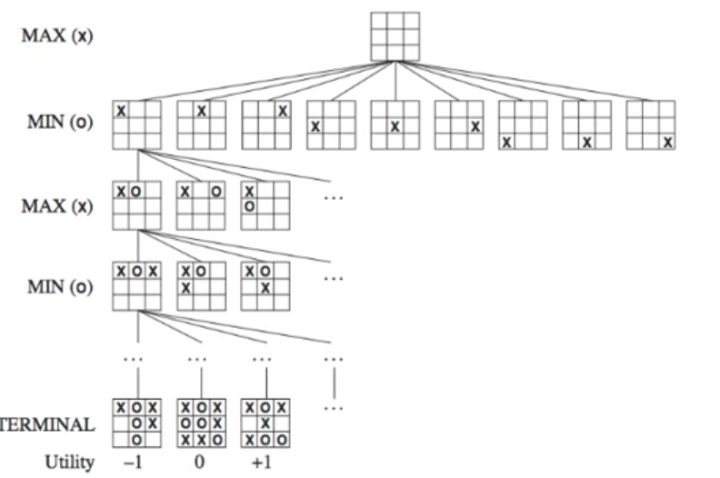 MAX (x)
X X X X X X X X X
MIN (o)
X O X O X
MAX (x)
O
...
X O X X O X O
MIN (o)
X X
...
... ... ... ...
X O X X O X X O X
...
TERMINAL O X O O X X
O X X O X O O
Utility −1 0 +1